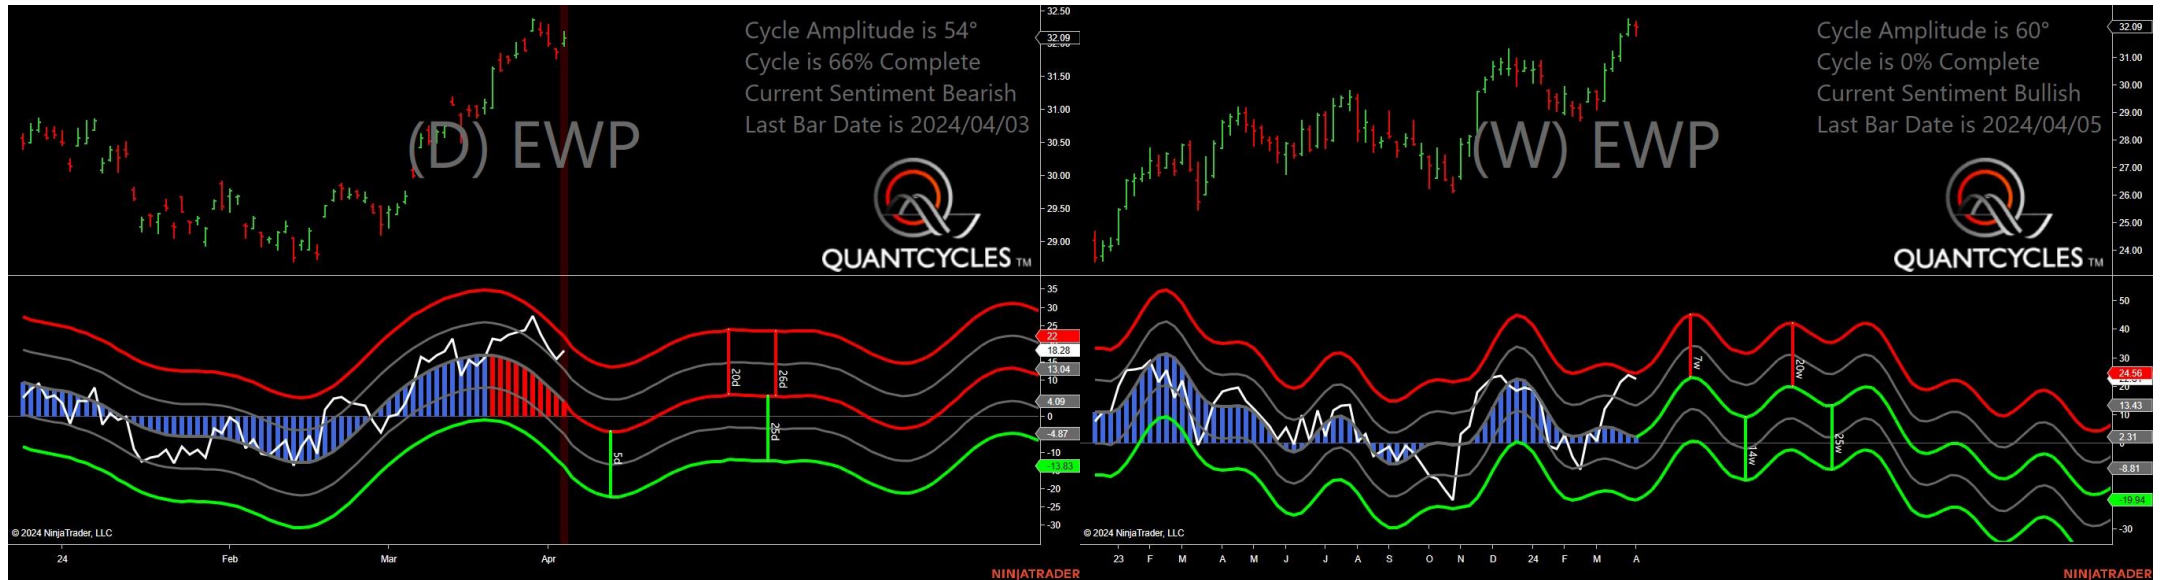 Cycle Amplitude is 54°
Cycle is 66% Complete
Current Sentiment Bearish
Last Bar Date is 2024/04/03
(D) EWP
QUANTCYCLES TM
32.50
32.09
31.50
31.00
30.50
30.00
29.50
29.00
35
30
25
22
18.28
13.04
10
4.09
0
-4.87
-10
-13.83
-20
-25
-30
5d
20d
26d
25d
© 2024 NinjaTrader, LLC
24 Feb Mar Apr
NINJATRADER
Cycle Amplitude is 60°
Cycle is 0% Complete
Current Sentiment Bullish
Last Bar Date is 2024/04/05
(W) EWP
QUANTCYCLES TM
32.09
31.00
30.00
29.00
28.00
27.00
26.00
25.00
24.00
50
40
30
24.56
20
13.43
10
2.31
-8.81
-19.94
-30
7w
14w
20w
25w
© 2024 NinjaTrader, LLC
23 F M A M J J A S O N D 24 F M A
NINJATRADER